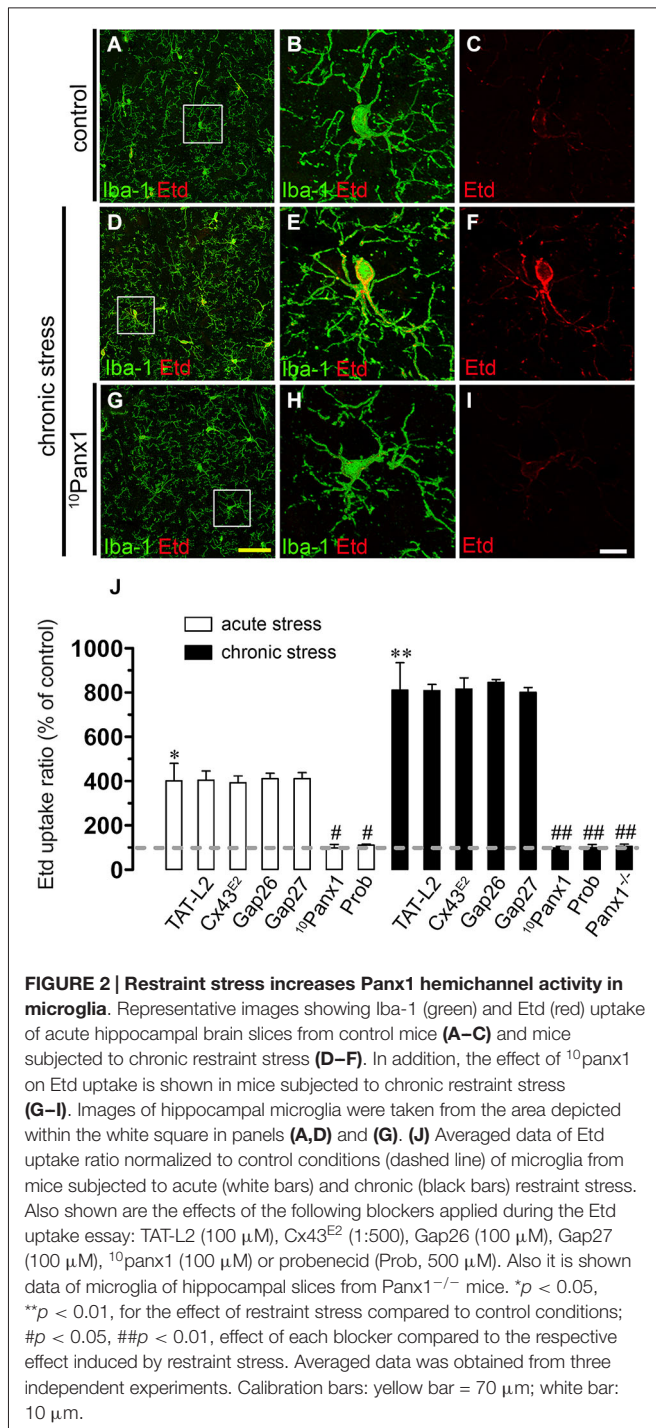 control
A
B
C
Iba-1 Etd
Iba-1 Etd
Etd
chronic stress
D
E
F
Iba-1 Etd
Iba-1 Etd
Etd
¹⁰Panx1
G
H
I
Iba-1 Etd
Iba-1 Etd
Etd
J
acute stress
chronic stress
Etd uptake ratio (% of control)
1000
800
600
400
200
100
0
*
#
#
**
##
##
##
TAT-L2
Cx43ᴱ²
Gap26
Gap27
¹⁰Panx1
Prob
TAT-L2
Cx43ᴱ²
Gap26
Gap27
¹⁰Panx1
Prob
Panx1⁻/⁻
FIGURE 2 | Restraint stress increases Panx1 hemichannel activity in
microglia. Representative images showing Iba-1 (green) and Etd (red) uptake
of acute hippocampal brain slices from control mice (A–C) and mice
subjected to chronic restraint stress (D–F). In addition, the effect of ¹⁰panx1
on Etd uptake is shown in mice subjected to chronic restraint stress
(G–I). Images of hippocampal microglia were taken from the area depicted
within the white square in panels (A,D) and (G). (J) Averaged data of Etd
uptake ratio normalized to control conditions (dashed line) of microglia from
mice subjected to acute (white bars) and chronic (black bars) restraint stress.
Also shown are the effects of the following blockers applied during the Etd
uptake essay: TAT-L2 (100 μM), Cx43ᴱ² (1:500), Gap26 (100 μM), Gap27
(100 μM), ¹⁰panx1 (100 μM) or probenecid (Prob, 500 μM). Also it is shown
data of microglia of hippocampal slices from Panx1⁻/⁻ mice. *p < 0.05,
**p < 0.01, for the effect of restraint stress compared to control conditions;
#p < 0.05, ##p < 0.01, effect of each blocker compared to the respective
effect induced by restraint stress. Averaged data was obtained from three
independent experiments. Calibration bars: yellow bar = 70 μm; white bar:
10 μm.